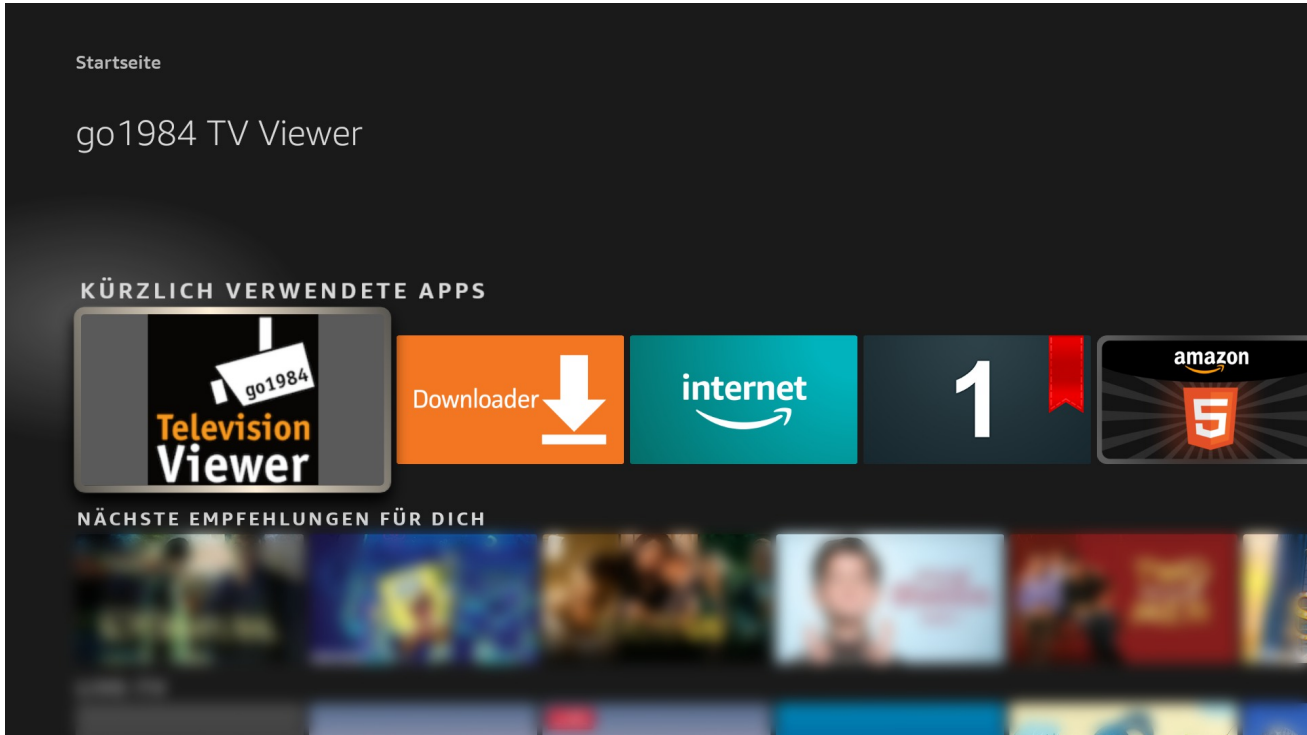 Startseite
go1984 TV Viewer
KÜRZLICH VERWENDETE APPS
go1984
Television
Viewer
Downloader
internet
1
amazon
5
NÄCHSTE EMPFEHLUNGEN FÜR DICH